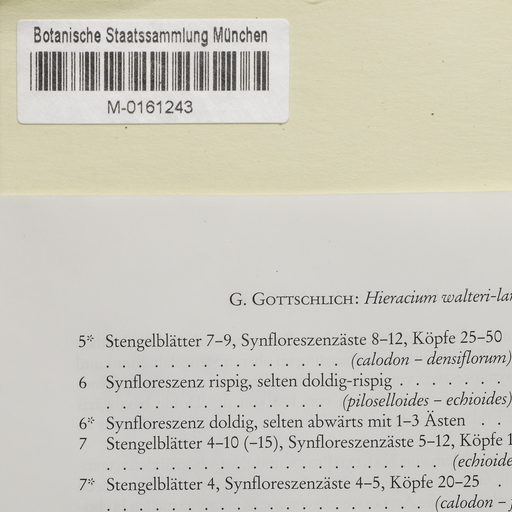 Botanische Staatssammlung München
M-0161243
G. GOTTSCHLICH: Hieracium walteri-
5* Stengelblätter 7–9, Synfloreszenzäste 8–12, Köpfe 25–50
. . . . . . . . . . . . . . . (calodon – densiflorum)
6 Synfloreszenz rispig, selten doldig-rispig . . . . . . .
. . . . . . . . . . . . . . . (piloselloides – echioides)
6* Synfloreszenz doldig, selten abwärts mit 1–3 Ästen . .
7 Stengelblätter 4–10 (–15), Synfloreszenzäste 5–12, Köpfe
. . . . . . . . . . . . . . . . . . . . . (echioide
7* Stengelblätter 4, Synfloreszenzäste 4–5, Köpfe 20–25 .
. . . . . . . . . . . . . . . . . . . . (calodon –